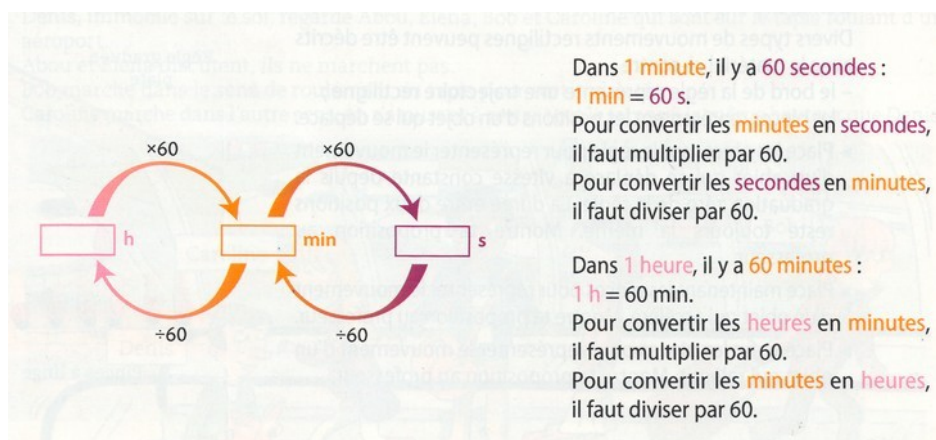 ×60
×60
h
min
s
÷60
÷60
Dans 1 minute, il y a 60 secondes :
1 min = 60 s.
Pour convertir les minutes en secondes,
il faut multiplier par 60.
Pour convertir les secondes en minutes,
il faut diviser par 60.
Dans 1 heure, il y a 60 minutes :
1 h = 60 min.
Pour convertir les heures en minutes,
il faut multiplier par 60.
Pour convertir les minutes en heures,
il faut diviser par 60.